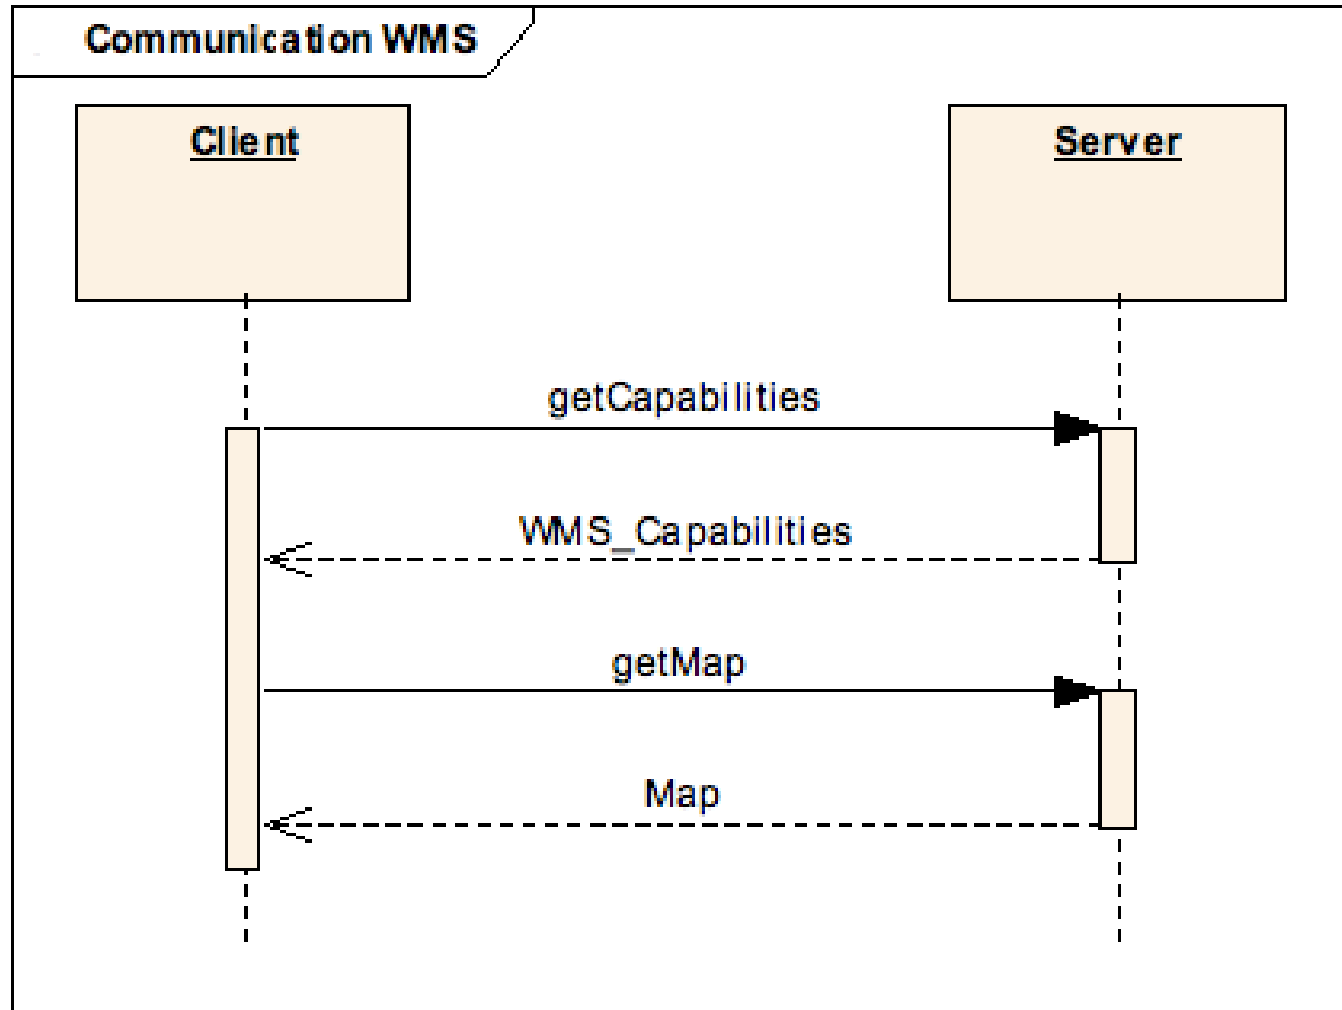 Communication WMS
Client
Server
getCapabilities
WMS_Capabilities
getMap
Map